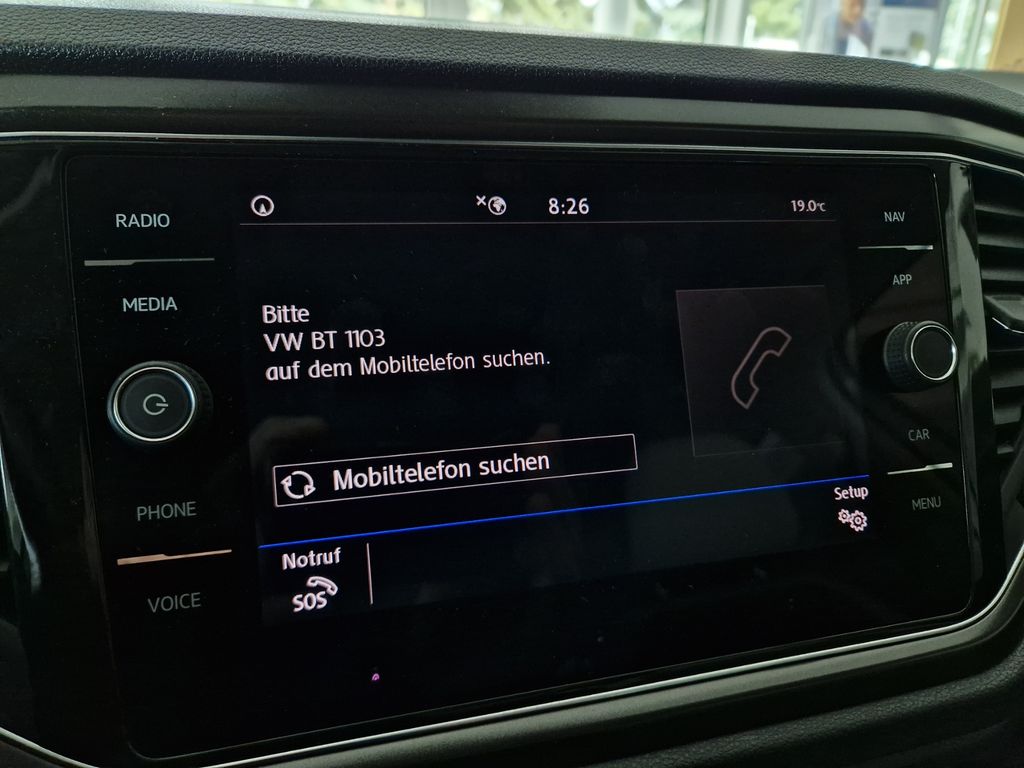 RADIO
MEDIA
PHONE
VOICE
8:26
19.0°C
Bitte
VW BT 1103
auf dem Mobiltelefon suchen.
Mobiltelefon suchen
Setup
Notruf
SOS
NAV
APP
CAR
MENU